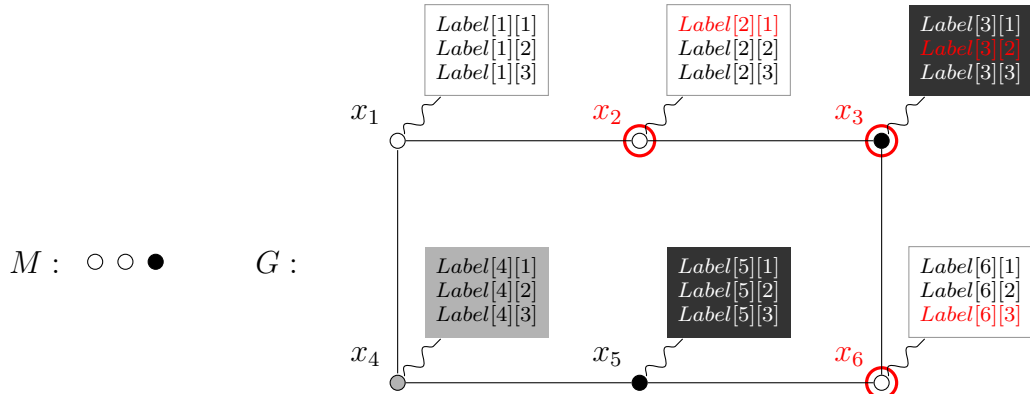 Label[1][1]
Label[1][2]
Label[1][3]
Label[2][1]
Label[2][2]
Label[2][3]
Label[3][1]
Label[3][2]
Label[3][3]
x₁
x₂
x₃
M :
G :
Label[4][1]
Label[4][2]
Label[4][3]
Label[5][1]
Label[5][2]
Label[5][3]
Label[6][1]
Label[6][2]
Label[6][3]
x₄
x₅
x₆